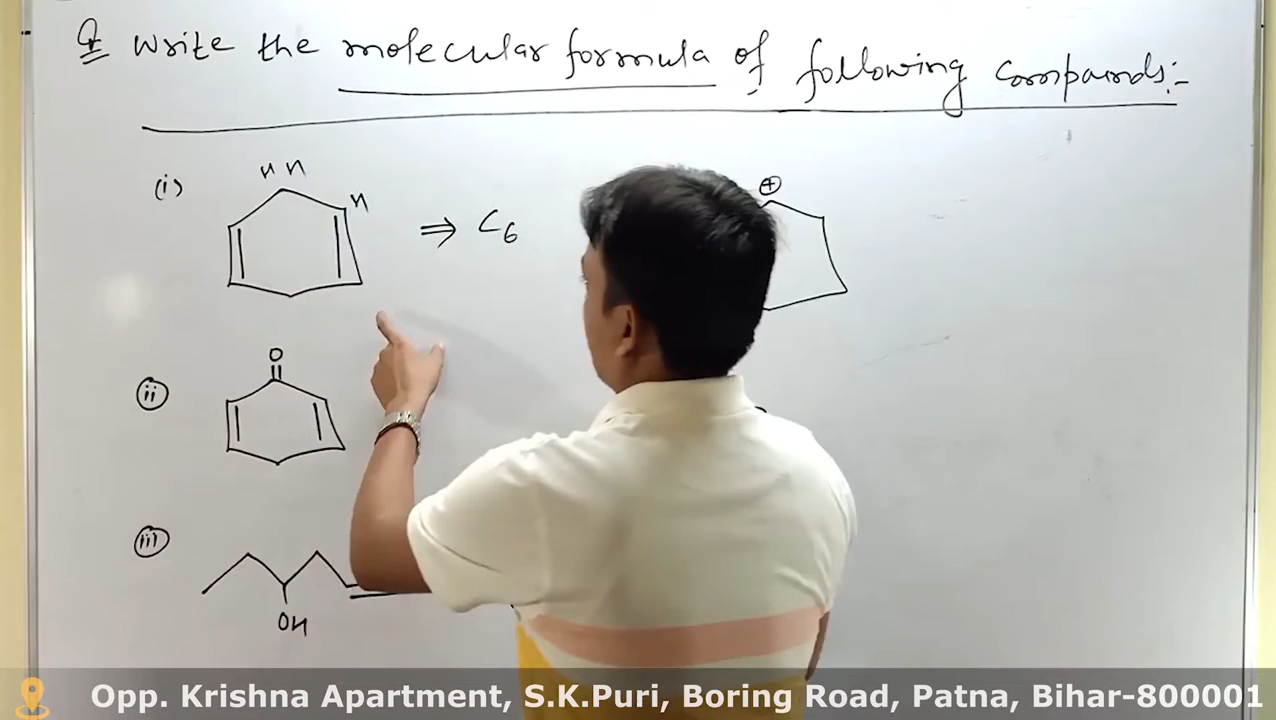 Q Write the molecular formula of following compounds:-
(i)
H H
H
⇒ C6
⊕
(ii)
O
(iii)
OH
Opp. Krishna Apartment, S.K.Puri, Boring Road, Patna, Bihar-800001